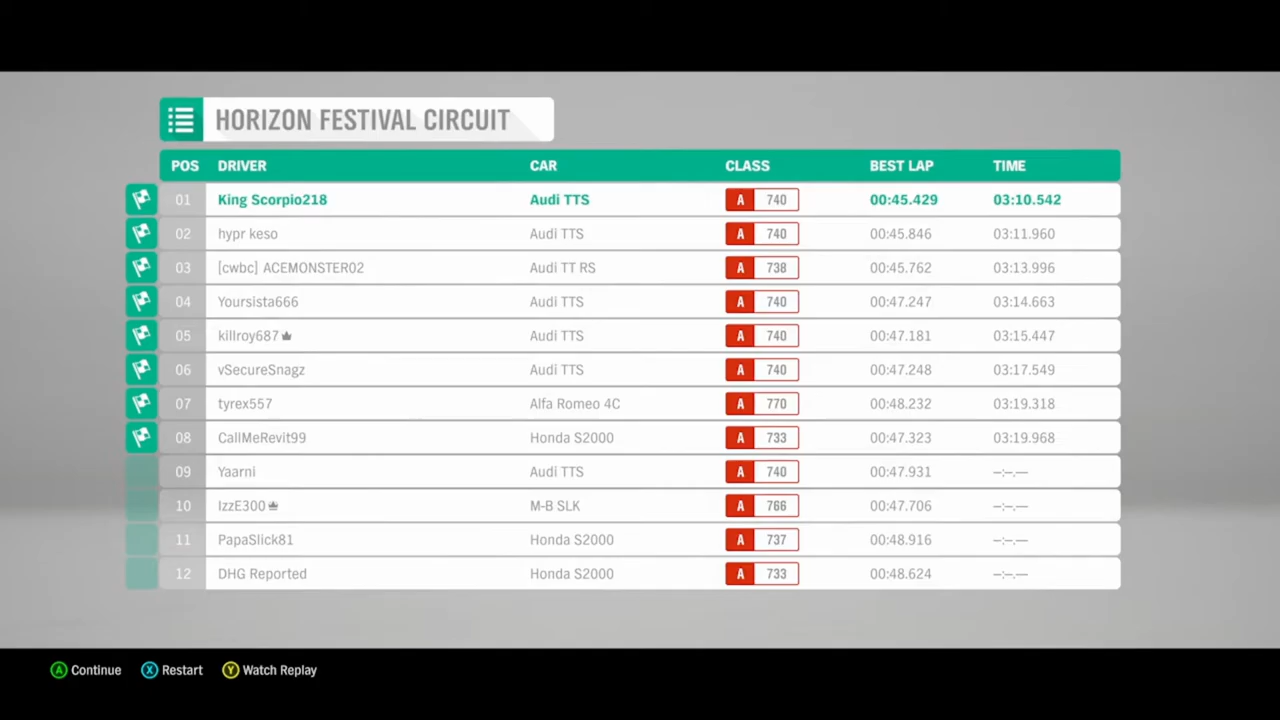 HORIZON FESTIVAL CIRCUIT
POS DRIVER CAR CLASS BEST LAP TIME
01 King Scorpio218 Audi TTS A 740 00:45.429 03:10.542
02 hypr keso Audi TTS A 740 00:45.846 03:11.960
03 [cwbc] ACEMONSTER02 Audi TT RS A 738 00:45.762 03:13.996
04 Yoursista666 Audi TTS A 740 00:47.247 03:14.663
05 killroy687 Audi TTS A 740 00:47.181 03:15.447
06 vSecureSnagz Audi TTS A 740 00:47.248 03:17.549
07 tyrex557 Alfa Romeo 4C A 770 00:48.232 03:19.318
08 CallMeRevit99 Honda S2000 A 733 00:47.323 03:19.968
09 Yaarni Audi TTS A 740 00:47.931 –:–.––
10 IzzE300 M-B SLK A 766 00:47.706 –:–.––
11 PapaSlick81 Honda S2000 A 737 00:48.916 –:–.––
12 DHG Reported Honda S2000 A 733 00:48.624 –:–.––
A Continue X Restart Y Watch Replay